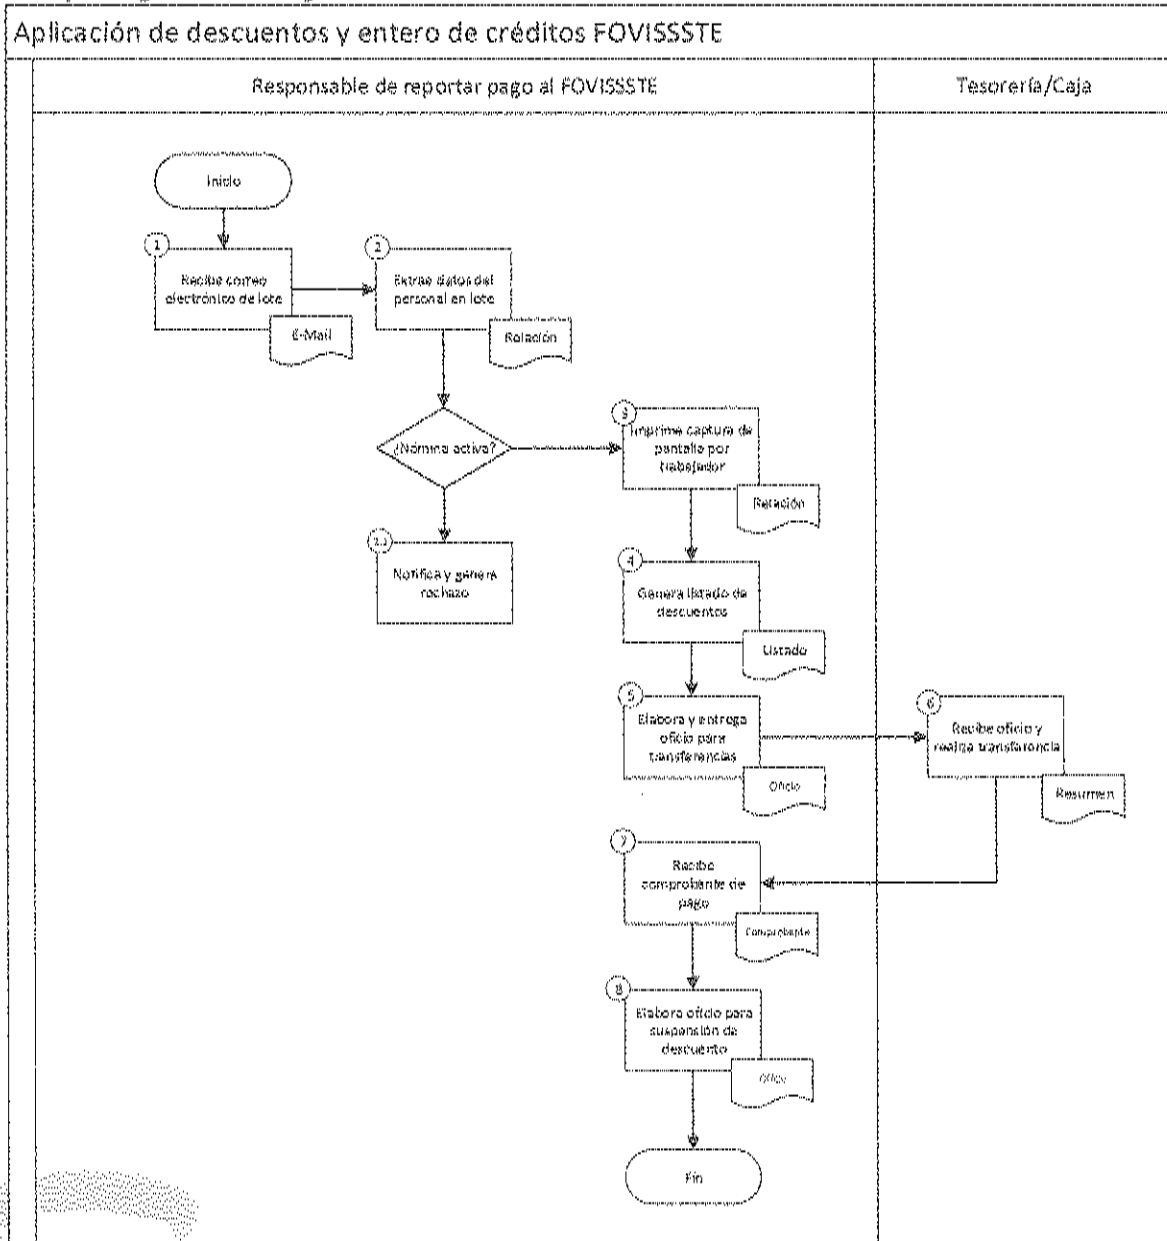 Aplicación de descuentos y entero de créditos FOVISSSTE
Responsable de reportar pago al FOVISSSTE
Tesorería/Caja
Inicio
1
Recibe correo
electrónico de lote
E-Mail
2
Extrae datos del
personal en lote
Relación
¿Nómina activa?
3
Imprime captura de
pantalla por
trabajador
Relación
2.1
Notifica y genera
rechazo
4
Genera listado de
descuentos
Listado
5
Elabora y entrega
oficio para
transferencias
Oficio
6
Recibe oficio y
realiza transferencia
Resumen
7
Recibe
comprobante de
pago
Comprobante
8
Elabora oficio para
suspensión de
descuento
Oficio
Fin